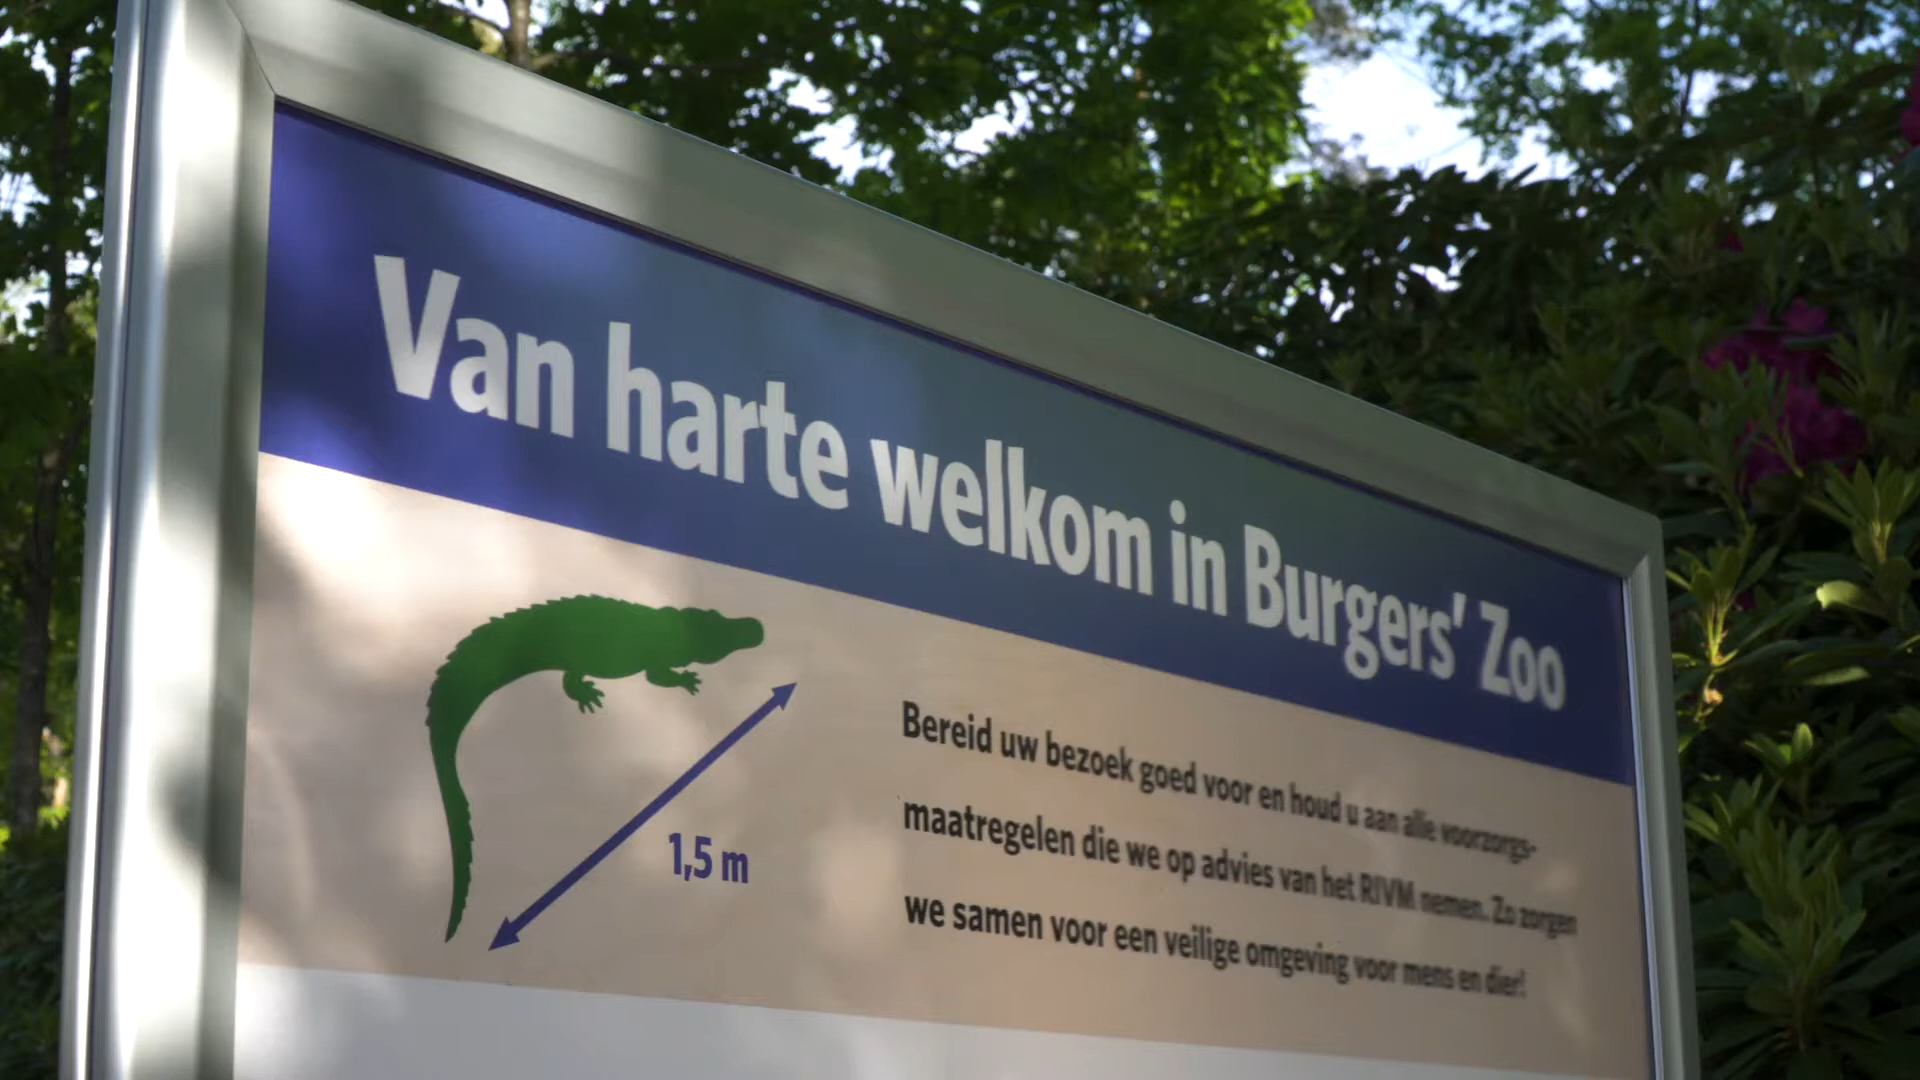 Van harte welkom in Burgers' Zoo
1,5 m
Bereid uw bezoek goed voor en houd u aan alle voorzorgs-
maatregelen die we op advies van het RIVM nemen. Zo zorgen
we samen voor een veilige omgeving voor mens en dier!